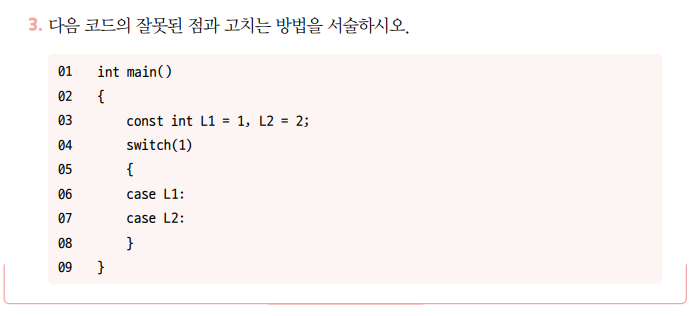 3. 다음 코드의 잘못된 점과 고치는 방법을 서술하시오.
01 int main()
02 {
03 const int L1 = 1, L2 = 2;
04 switch(1)
05 {
06 case L1:
07 case L2:
08 }
09 }